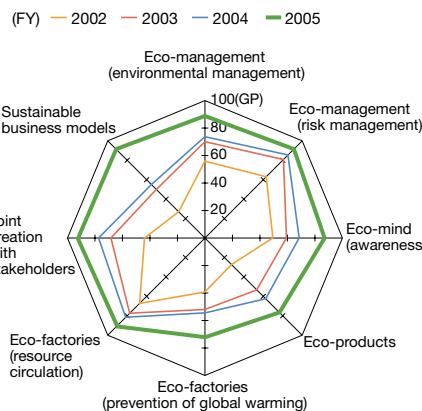 (FY) 2002 2003 2004 2005
Eco-management
(environmental management)
100(GP)
80
60
40
20
Eco-management
(risk management)
Eco-mind
(awareness
Eco-products
Eco-factories
(prevention of global warming)
Eco-factories
(resource
circulation)
oint
reation
ith
takeholders
Sustainable
business models